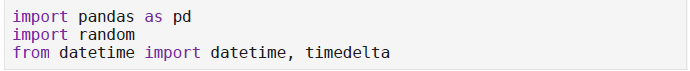 import pandas as pd
import random
from datetime import datetime, timedelta